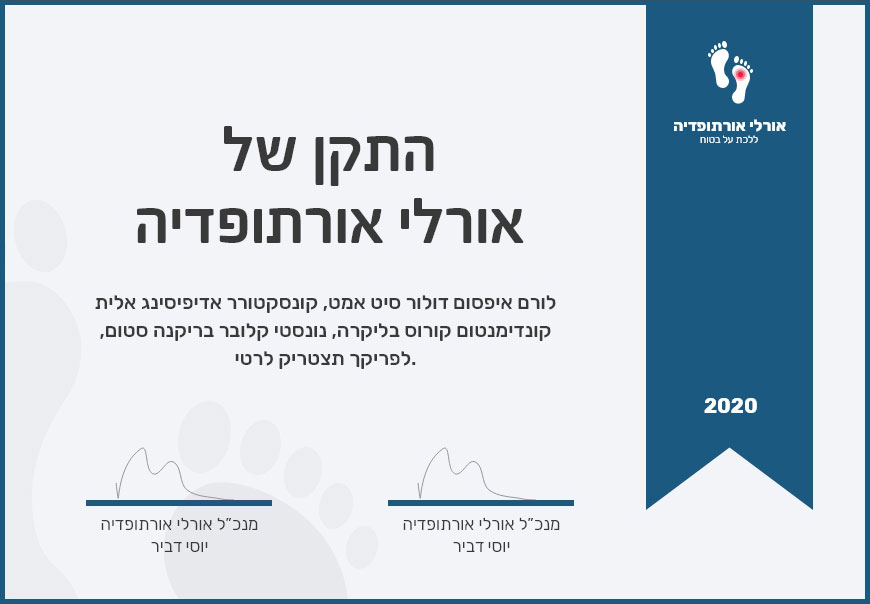 אורלי אורתופדיה
ללכת על בטוח
התקן של
אורלי אורתופדיה
לורם איפסום דולור סיט אמט, קונסקטורר אדיפיסינג אלית
קונדימנטום קורוס בליקרה, נונסטי קלובר בריקנה סטום,
לפריקך תצטריק לרטי.
2020
מנכ”ל אורלי אורתופדיה
יוסי דביר
מנכ”ל אורלי אורתופדיה
יוסי דביר